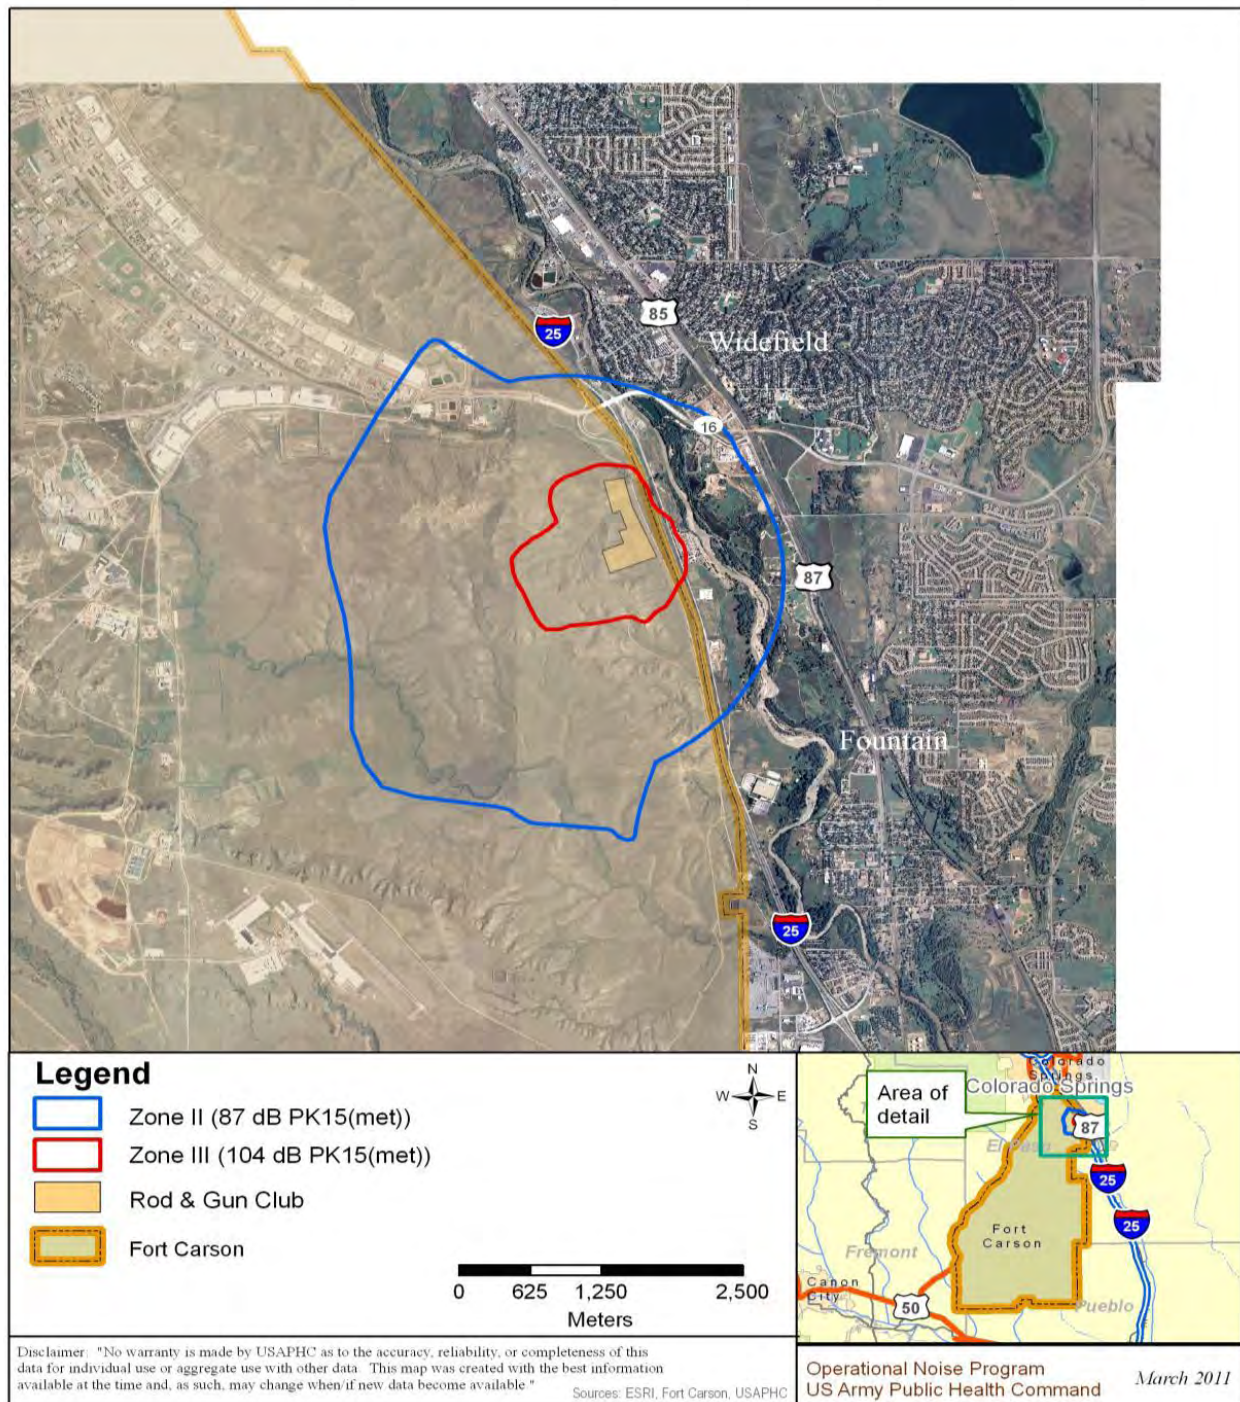 25
85
Widefield
16
87
Fountain
25
Legend
Zone II (87 dB PK15(met))
Zone III (104 dB PK15(met))
Rod & Gun Club
Fort Carson
N
W E
S
0 625 1,250 2,500
Meters
Disclaimer: "No warranty is made by USAPHC as to the accuracy, reliability, or completeness of this
data for individual use or aggregate use with other data. This map was created with the best information
available at the time and, as such, may change when/if new data become available."
Sources: ESRI, Fort Carson, USAPHC
Colorado
Springs
Colorado Springs
Area of
detail
87
25
25
Fort
Carson
Fremont
Canon
City
50
Pueblo
Operational Noise Program
US Army Public Health Command
March 2011